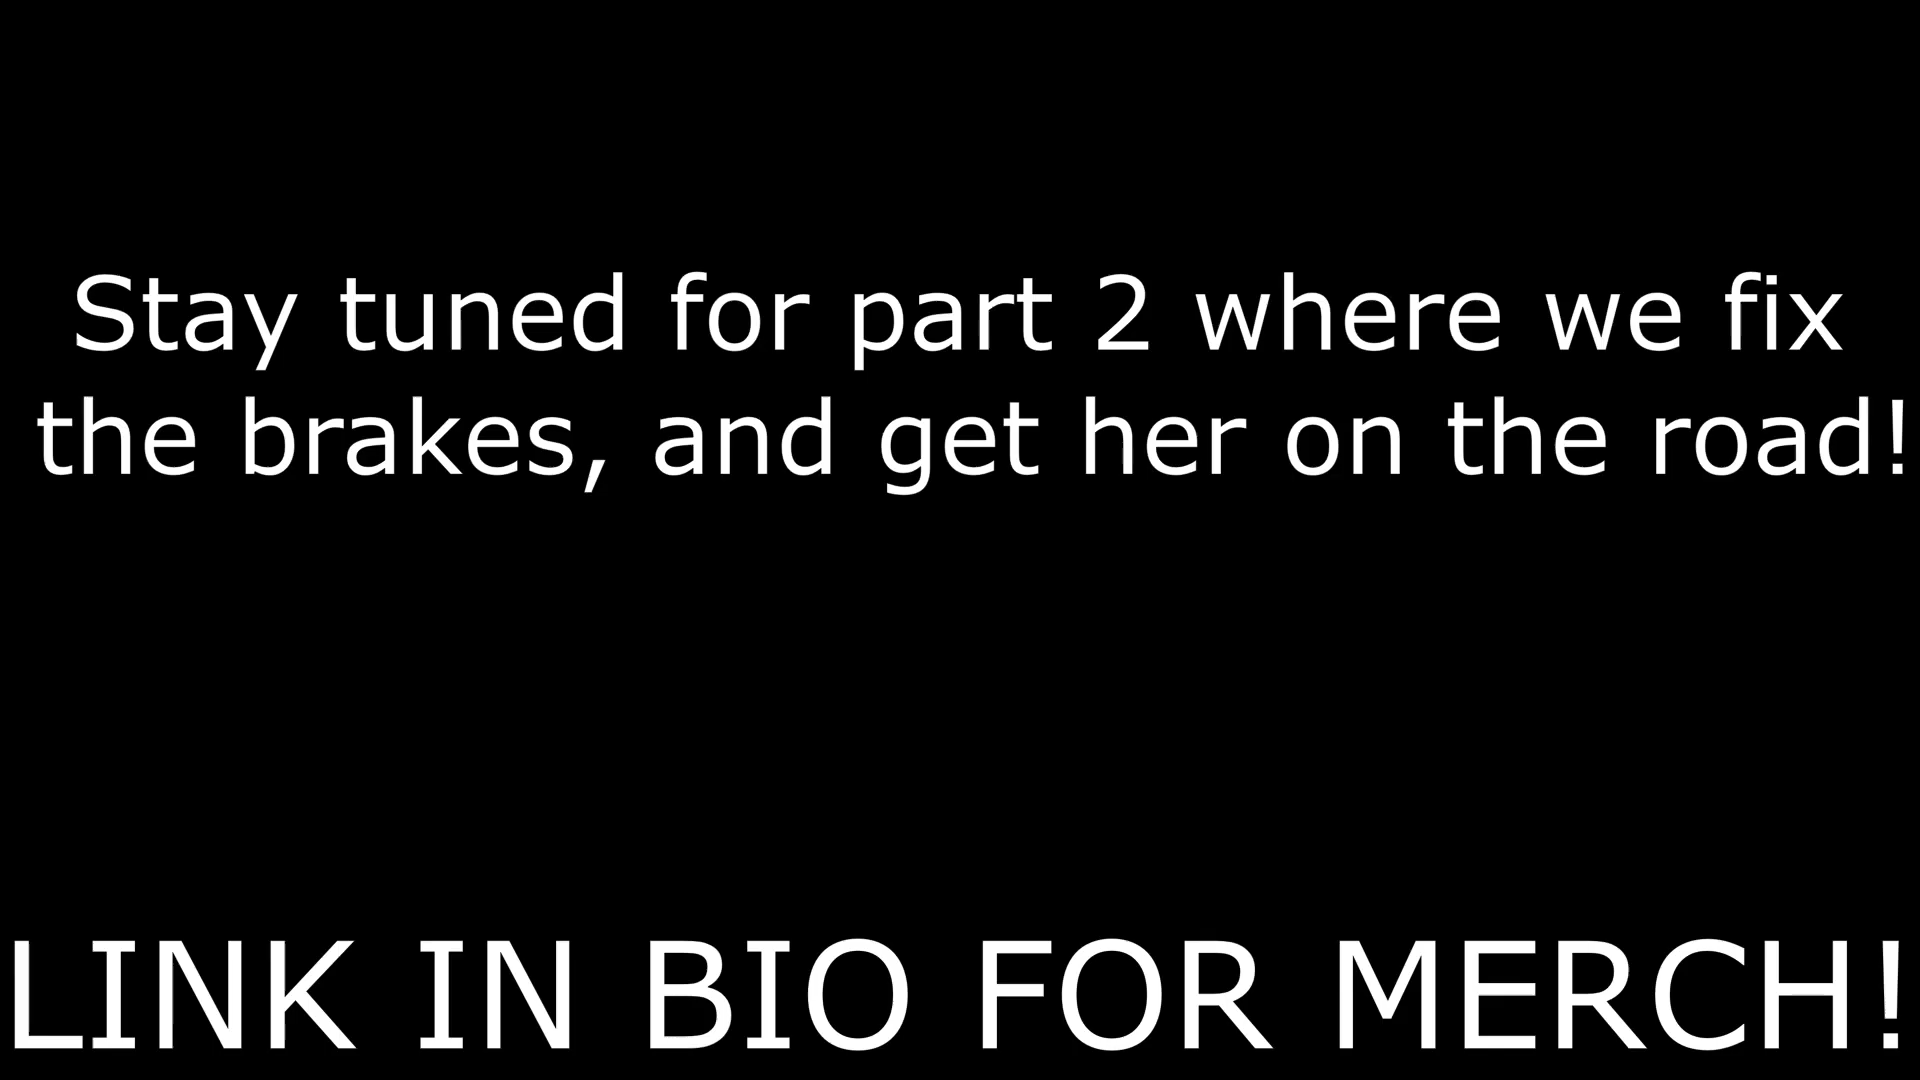 Stay tuned for part 2 where we fix
the brakes, and get her on the road!
LINK IN BIO FOR MERCH!